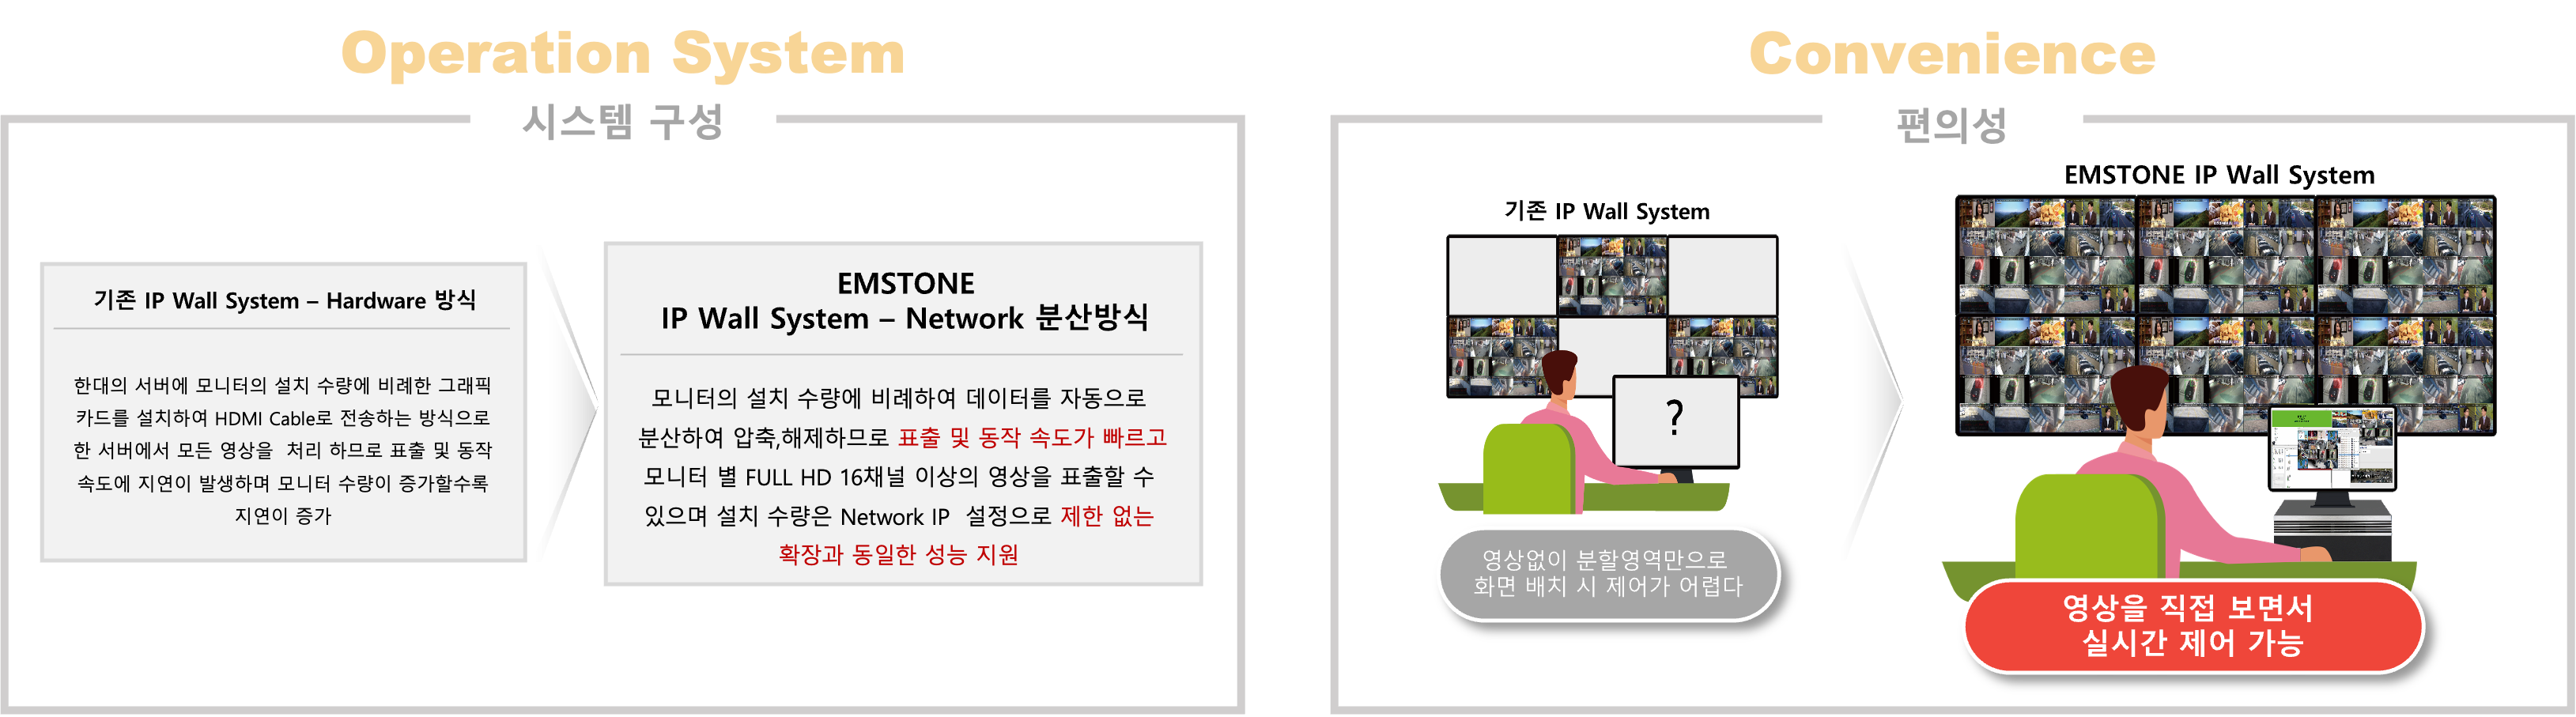 Operation System
시스템 구성
기존 IP Wall System – Hardware 방식
한대의 서버에 모니터의 설치 수량에 비례한 그래픽
카드를 설치하여 HDMI Cable로 전송하는 방식으로
한 서버에서 모든 영상을 처리 하므로 표출 및 동작
속도에 지연이 발생하며 모니터 수량이 증가할수록
지연이 증가
EMSTONE
IP Wall System – Network 분산방식
모니터의 설치 수량에 비례하여 데이터를 자동으로
분산하여 압축,해제하므로 표출 및 동작 속도가 빠르고
모니터 별 FULL HD 16채널 이상의 영상을 표출할 수
있으며 설치 수량은 Network IP 설정으로 제한 없는
확장과 동일한 성능 지원
Convenience
편의성
기존 IP Wall System
?
영상없이 분할영역만으로
화면 배치 시 제어가 어렵다
EMSTONE IP Wall System
영상을 직접 보면서
실시간 제어 가능